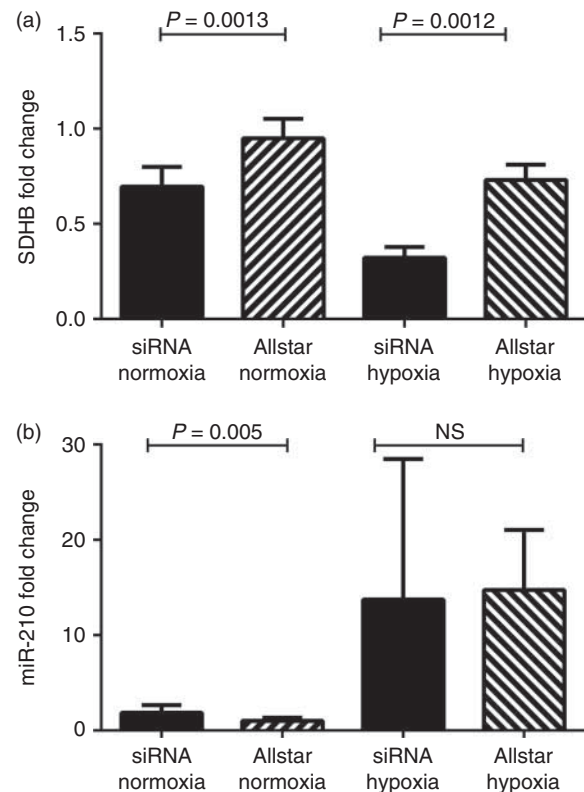 (a)
P = 0.0013 P = 0.0012
1.5
1.0
0.5
0.0
SDHB fold change
siRNA normoxia
Allstar normoxia
siRNA hypoxia
Allstar hypoxia
(b)
P = 0.005 NS
30
20
10
0
miR-210 fold change
siRNA normoxia
Allstar normoxia
siRNA hypoxia
Allstar hypoxia